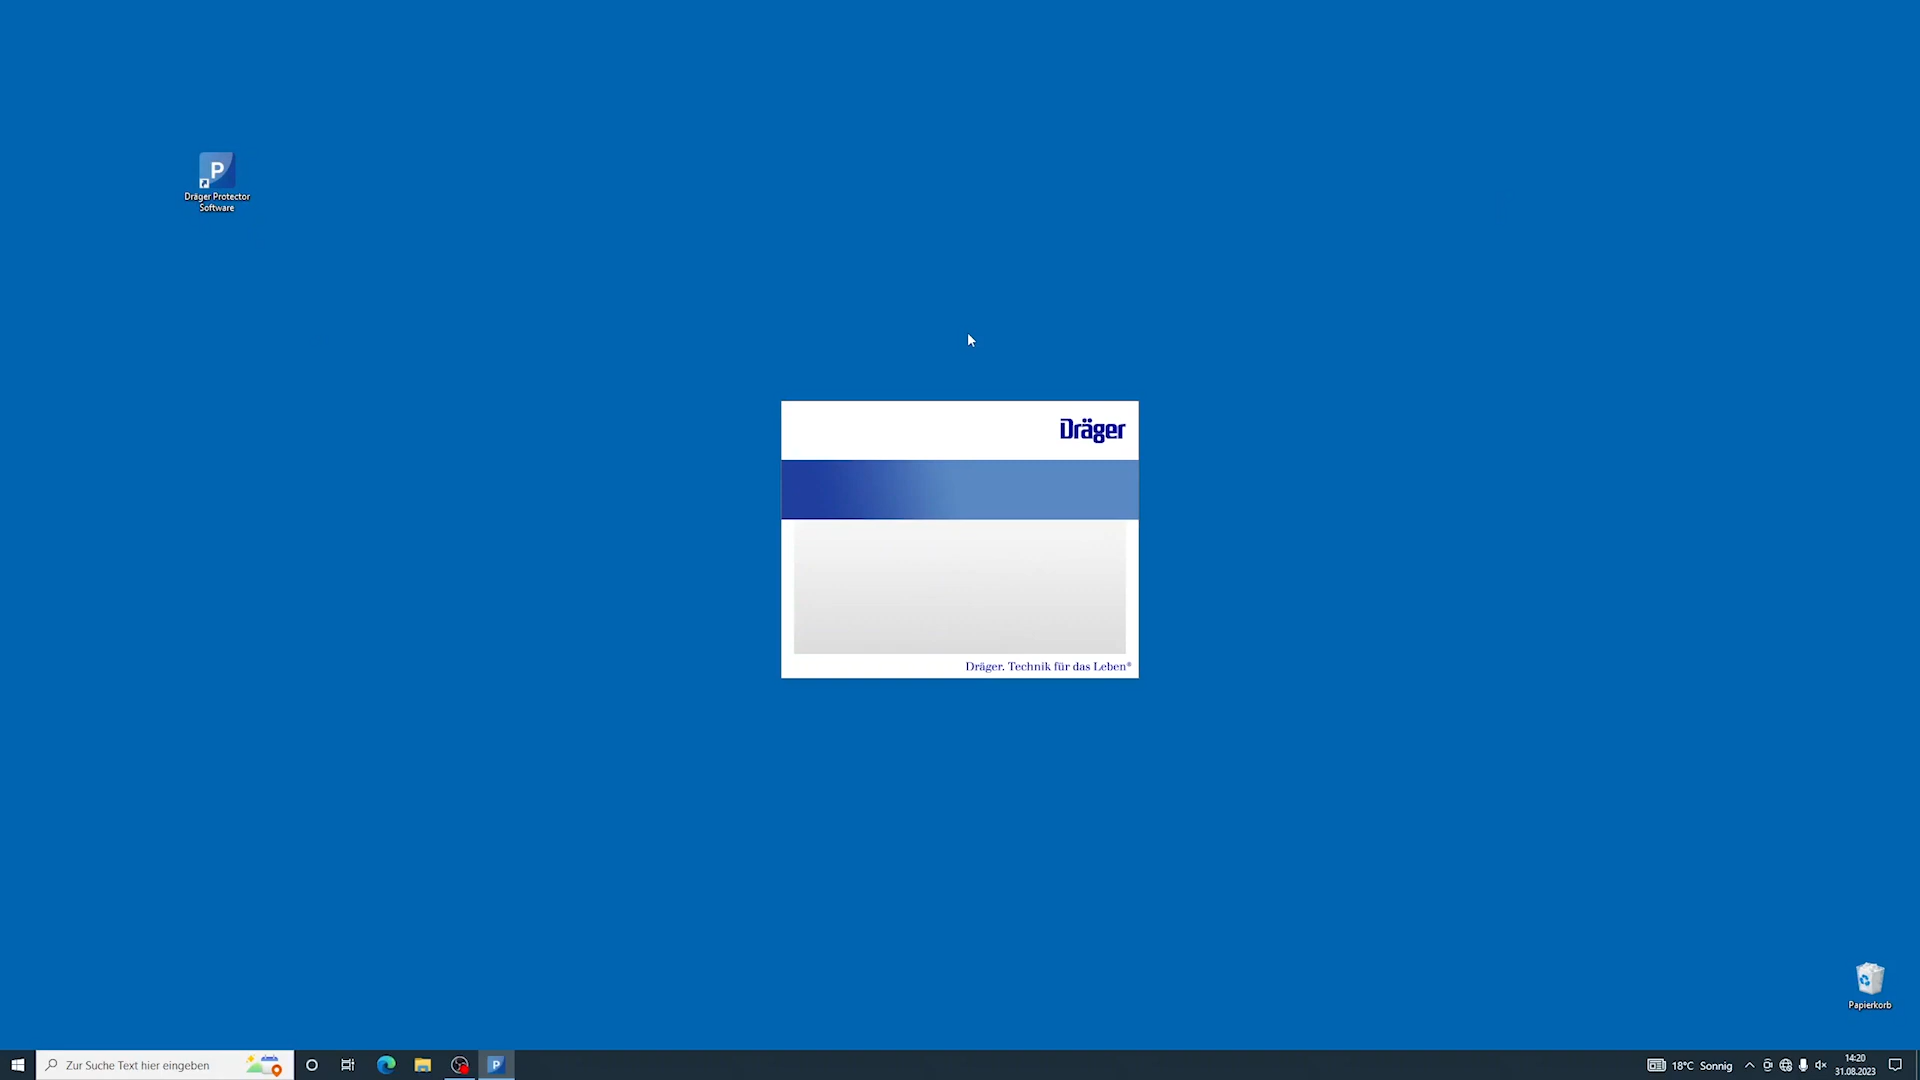 P
Dräger Protector
Software
Dräger
Dräger. Technik für das Leben®
Papierkorb
Zur Suche Text hier eingeben
P
18°C Sonnig
14:20
31.08.2023